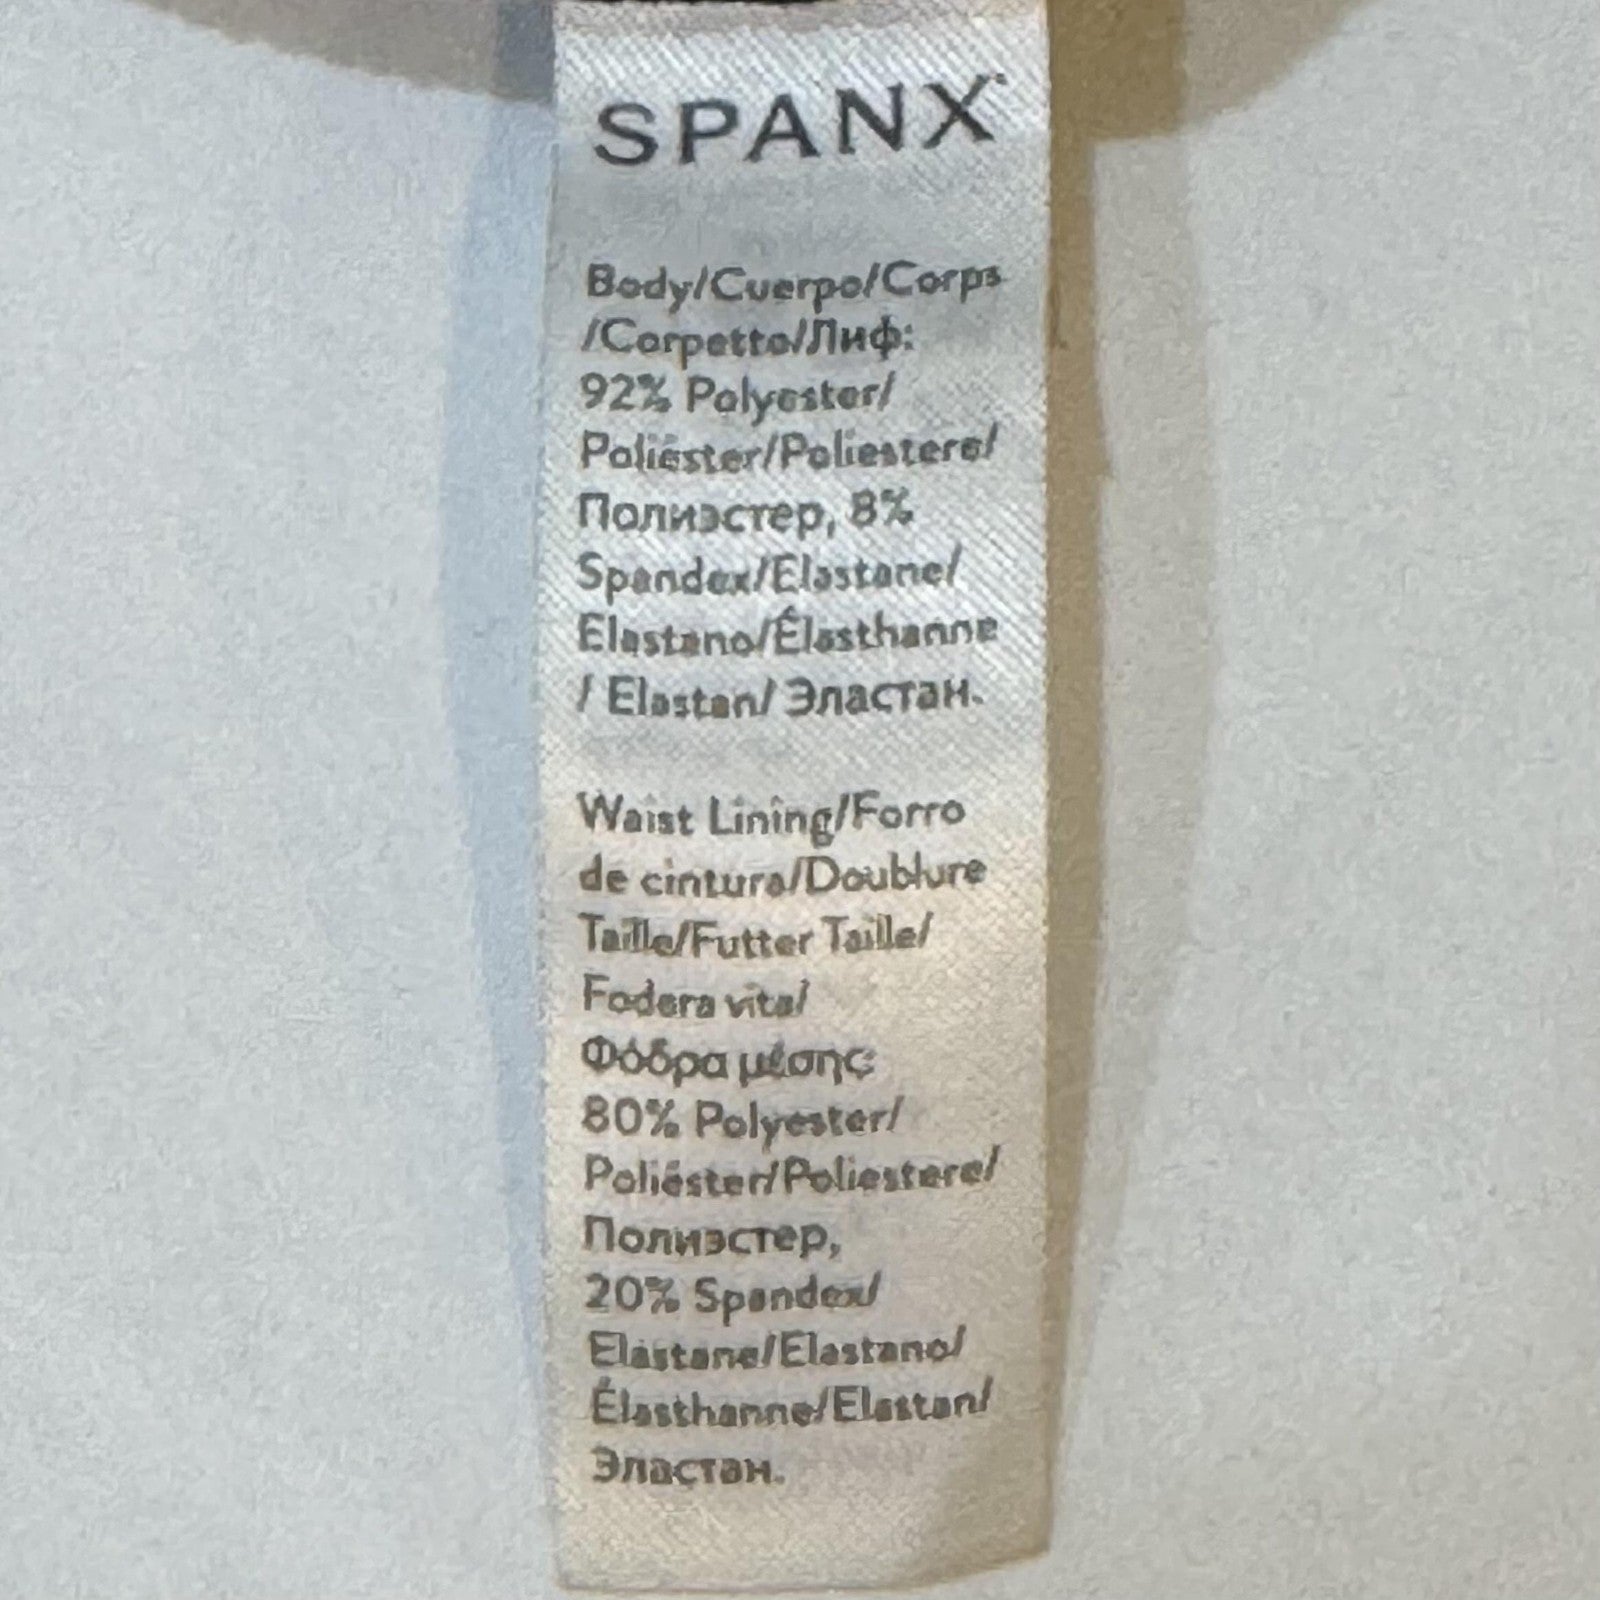 SPANX®
Body/Cuerpo/Corps
/Corpetto/Лиф:
92% Polyester/
Poliéster/Poliestere/
Полиэстер, 8%
Spandex/Elastane/
Elastano/Élasthanne
/ Elastan/ Эластан.
Waist Lining/Forro
de cintura/Doublure
Taille/Futter Taille/
Fodera vita/
Φόδρα μέσης:
80% Polyester/
Poliéster/Poliestere/
Полиэстер,
20% Spandex/
Elastane/Elastano/
Élasthanne/Elastan/
Эластан.